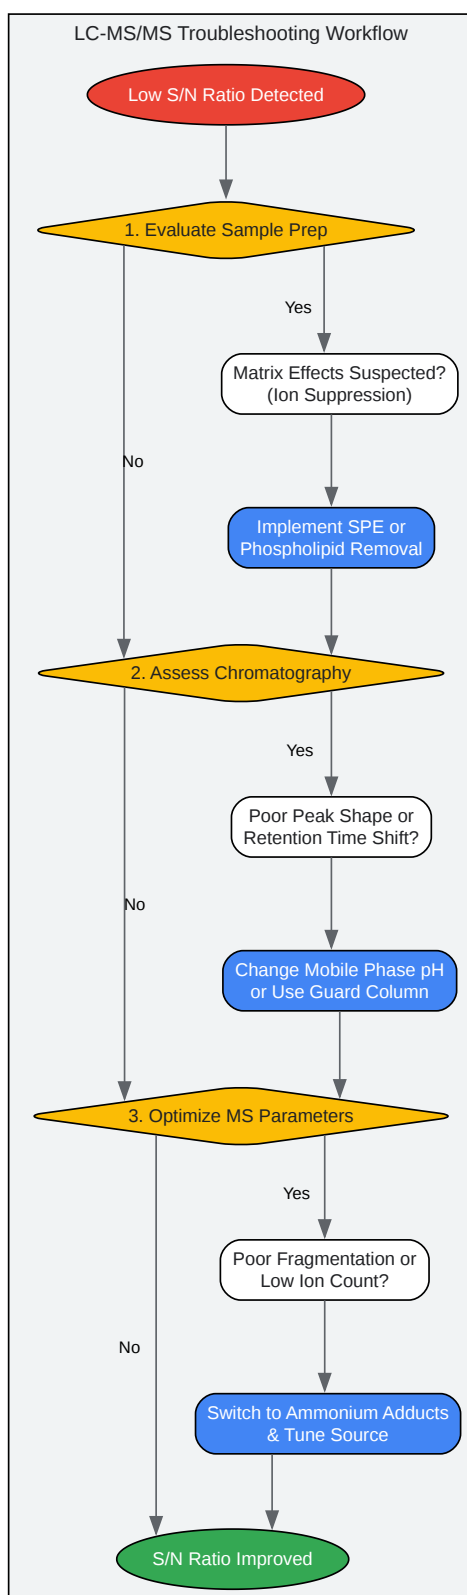 LC-MS/MS Troubleshooting Workflow
Low S/N Ratio Detected
1. Evaluate Sample Prep
Yes
Matrix Effects Suspected?
(Ion Suppression)
No
Implement SPE or
Phospholipid Removal
2. Assess Chromatography
Yes
Poor Peak Shape or
Retention Time Shift?
No
Change Mobile Phase pH
or Use Guard Column
3. Optimize MS Parameters
Yes
Poor Fragmentation or
Low Ion Count?
No
Switch to Ammonium Adducts
& Tune Source
S/N Ratio Improved